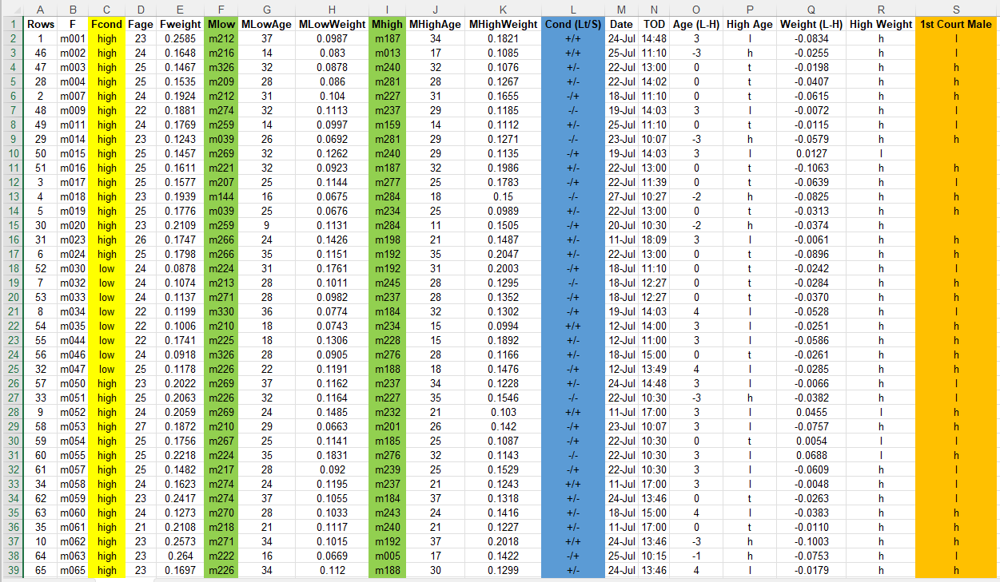 A B C D E F G H I J K L M N O P Q R S
1 Rows F Fcond Fage Fweight Mlow MLowAge MLowWeight Mhigh MHighAge MHighWeight Cond (Lt/S) Date TOD Age (L-H) High Age Weight (L-H) High Weight 1st Court Male
2 1 m001 high 23 0.2585 m212 37 0.0987 m187 34 0.1821 +/+ 24-Jul 14:48 3 l -0.0834 h l
3 46 m002 high 24 0.1648 m216 14 0.083 m013 17 0.1085 +/+ 25-Jul 11:10 -3 h -0.0255 h l
4 47 m003 high 25 0.1467 m326 32 0.0878 m240 32 0.1076 +/- 22-Jul 13:00 0 t -0.0198 h h
5 28 m004 high 25 0.1535 m209 28 0.086 m281 28 0.1267 +/- 22-Jul 14:02 0 t -0.0407 h h
6 2 m007 high 24 0.1924 m212 31 0.104 m227 31 0.1655 -/+ 18-Jul 11:10 0 t -0.0615 h h
7 48 m009 high 22 0.1881 m274 32 0.1113 m237 29 0.1185 -/- 19-Jul 14:03 3 l -0.0072 h l
8 49 m011 high 24 0.1769 m259 14 0.0997 m159 14 0.1112 +/- 25-Jul 11:10 0 t -0.0115 h l
9 29 m014 high 23 0.1243 m039 26 0.0692 m281 29 0.1271 -/- 23-Jul 10:07 -3 h -0.0579 h h
10 50 m015 high 25 0.1457 m269 32 0.1262 m240 29 0.1135 -/+ 19-Jul 14:03 3 l 0.0127 l
11 51 m016 high 25 0.1611 m221 32 0.0923 m187 32 0.1986 +/- 22-Jul 13:00 0 t -0.1063 h h
12 3 m017 high 25 0.1577 m207 25 0.1144 m277 25 0.1783 -/+ 22-Jul 11:39 0 t -0.0639 h l
13 4 m018 high 23 0.1939 m144 16 0.0675 m284 18 0.15 -/- 27-Jul 10:27 -2 h -0.0825 h h
14 5 m019 high 25 0.1776 m039 25 0.0676 m234 25 0.0989 +/- 22-Jul 13:00 0 t -0.0313 h h
15 30 m020 high 23 0.2109 m259 9 0.1131 m284 11 0.1505 -/+ 20-Jul 10:30 -2 h -0.0374 h
16 31 m023 high 26 0.1747 m266 24 0.1426 m198 21 0.1487 +/- 11-Jul 18:09 3 l -0.0061 h h
17 6 m024 high 25 0.1798 m266 35 0.1151 m192 35 0.2047 +/- 22-Jul 13:00 0 t -0.0896 h h
18 52 m030 low 24 0.0878 m224 31 0.1761 m192 31 0.2003 -/+ 18-Jul 11:10 0 t -0.0242 h l
19 7 m032 low 24 0.1074 m213 28 0.1011 m245 28 0.1295 -/- 18-Jul 12:27 0 t -0.0284 h h
20 53 m033 low 24 0.1137 m271 28 0.0982 m237 28 0.1352 -/+ 18-Jul 12:27 0 t -0.0370 h h
21 8 m034 low 22 0.1199 m330 36 0.0774 m184 32 0.1302 -/+ 19-Jul 14:03 4 l -0.0528 h l
22 54 m035 low 22 0.1006 m210 18 0.0743 m234 15 0.0994 +/+ 12-Jul 14:00 3 l -0.0251 h h
23 55 m044 low 22 0.1741 m225 18 0.1306 m228 15 0.1892 +/- 12-Jul 11:00 3 l -0.0586 h h
24 56 m046 low 24 0.0918 m326 28 0.0905 m276 28 0.1166 +/- 18-Jul 15:00 0 t -0.0261 h h
25 32 m047 low 25 0.1178 m226 22 0.1191 m188 18 0.1476 -/+ 12-Jul 13:49 4 l -0.0285 h h
26 57 m050 high 23 0.2022 m269 37 0.1162 m237 34 0.1228 +/- 24-Jul 14:48 3 l -0.0066 h l
27 33 m051 high 25 0.2063 m226 32 0.1164 m227 35 0.1546 -/- 22-Jul 10:30 -3 h -0.0382 h l
28 9 m052 high 24 0.2059 m269 24 0.1485 m232 21 0.103 +/+ 11-Jul 17:00 3 l 0.0455 l h
29 58 m053 high 27 0.1872 m210 29 0.0663 m201 26 0.142 -/+ 23-Jul 10:07 3 l -0.0757 h h
30 59 m054 high 25 0.1756 m267 25 0.1141 m185 25 0.1087 -/+ 22-Jul 10:30 0 t 0.0054 l l
31 60 m055 high 25 0.2218 m224 35 0.1831 m276 32 0.1143 -/- 22-Jul 10:30 3 l 0.0688 l h
32 61 m057 high 25 0.1482 m217 28 0.092 m239 25 0.1529 -/+ 22-Jul 10:30 3 l -0.0609 h l
33 34 m058 high 24 0.1623 m274 24 0.1195 m237 21 0.1243 +/+ 11-Jul 17:00 3 l -0.0048 h l
34 62 m059 high 23 0.2417 m274 37 0.1055 m184 37 0.1318 +/- 24-Jul 13:46 0 t -0.0263 h l
35 63 m060 high 24 0.1273 m270 28 0.1033 m243 24 0.1416 +/- 18-Jul 15:00 4 l -0.0383 h l
36 35 m061 high 21 0.2108 m218 21 0.1117 m240 21 0.1227 +/- 11-Jul 17:00 0 t -0.0110 h h
37 10 m062 high 23 0.2573 m271 34 0.1015 m192 37 0.2018 +/+ 24-Jul 13:46 -3 h -0.1003 h h
38 64 m063 high 23 0.264 m222 16 0.0669 m005 17 0.1422 -/+ 25-Jul 10:15 -1 h -0.0753 h l
39 65 m065 high 23 0.1697 m226 34 0.112 m188 30 0.1299 +/- 24-Jul 13:46 4 l -0.0179 h h